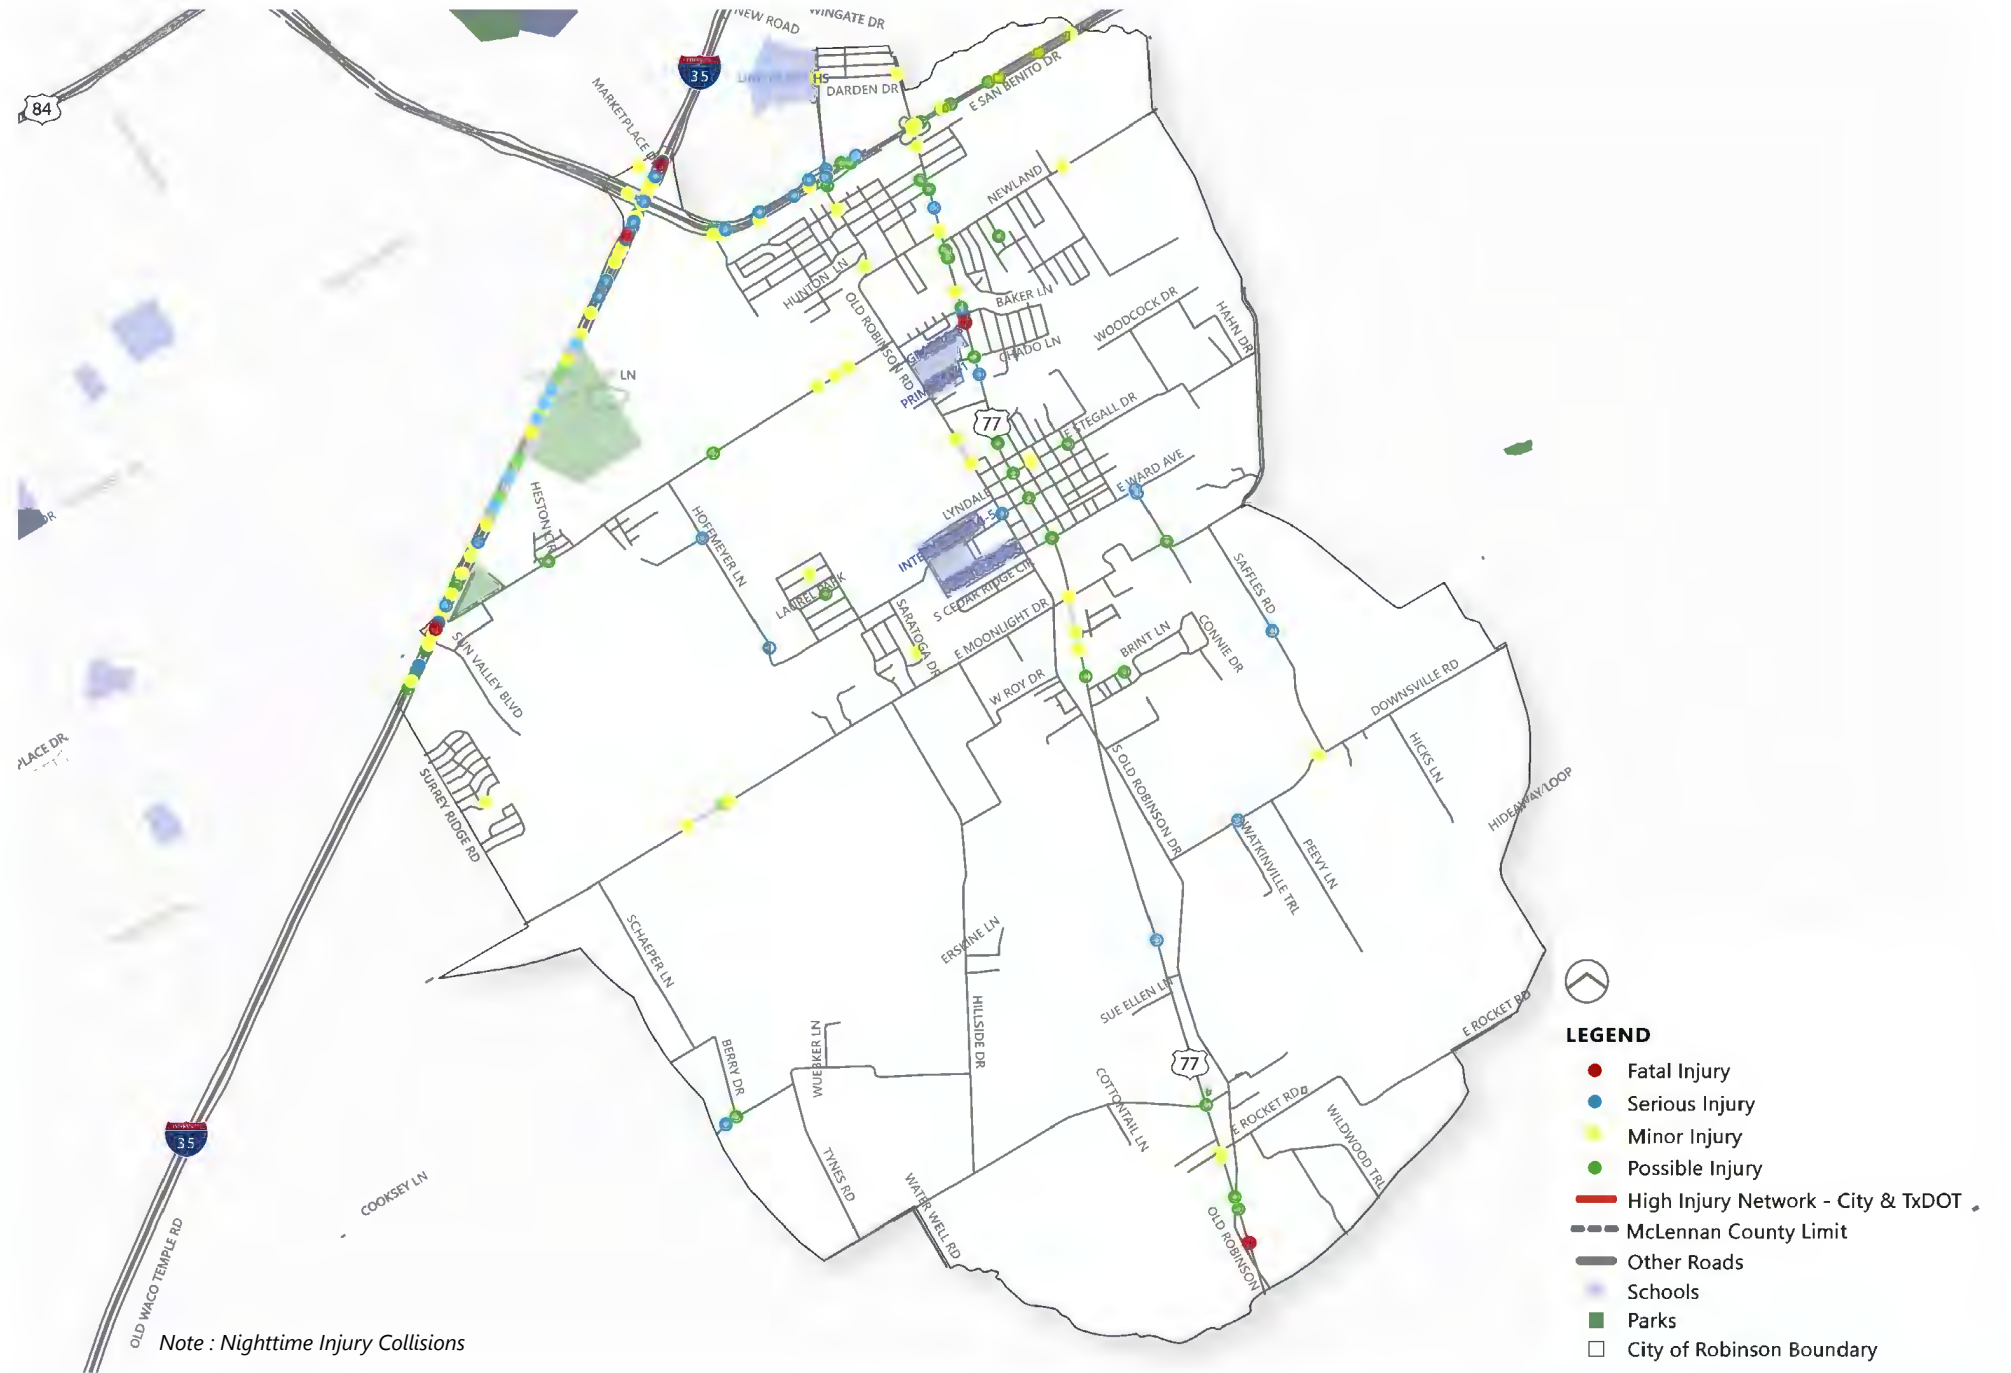 NEW ROAD
WINGATE DR
35
84
MARKETPLACE
HS
DARDEN DR
E SAN BENITO DR
NEWLAND
HUNTON LN
OLD ROBINSON RD
BAKER LN
WOODCOCK DR
HAHN DR
CHADO LN
LN
77
E STEGALL DR
E WARD AVE
LYNDALE
HESTON CIR
HOFFMEYER LN
LAUREL PARK
SARATOGA DR
S CEDAR RIDGE CIR
E MOONLIGHT DR
SAFFLES RD
CONNIE DR
BRINT LN
W ROY DR
DOWNSVILLE RD
SUN VALLEY BLVD
SURREY RIDGE RD
PLACE DR
DR
HICKS LN
HIDEAWAY LOOP
S OLD ROBINSON DR
WATKINVILLE TRL
PEEVY LN
SCHAEPER LN
ERSKINE LN
SUE ELLEN LN
HILLSIDE DR
WUEBKER LN
BERRY DR
77
E ROCKET RD
COTTONTAIL LN
E ROCKET RD
WILDWOOD TRL
TYNES RD
WATER WELL RD
OLD ROBINSON
35
COOKSEY LN
OLD WACO TEMPLE RD
Note : Nighttime Injury Collisions
LEGEND
Fatal Injury
Serious Injury
Minor Injury
Possible Injury
High Injury Network - City & TxDOT
McLennan County Limit
Other Roads
Schools
Parks
City of Robinson Boundary